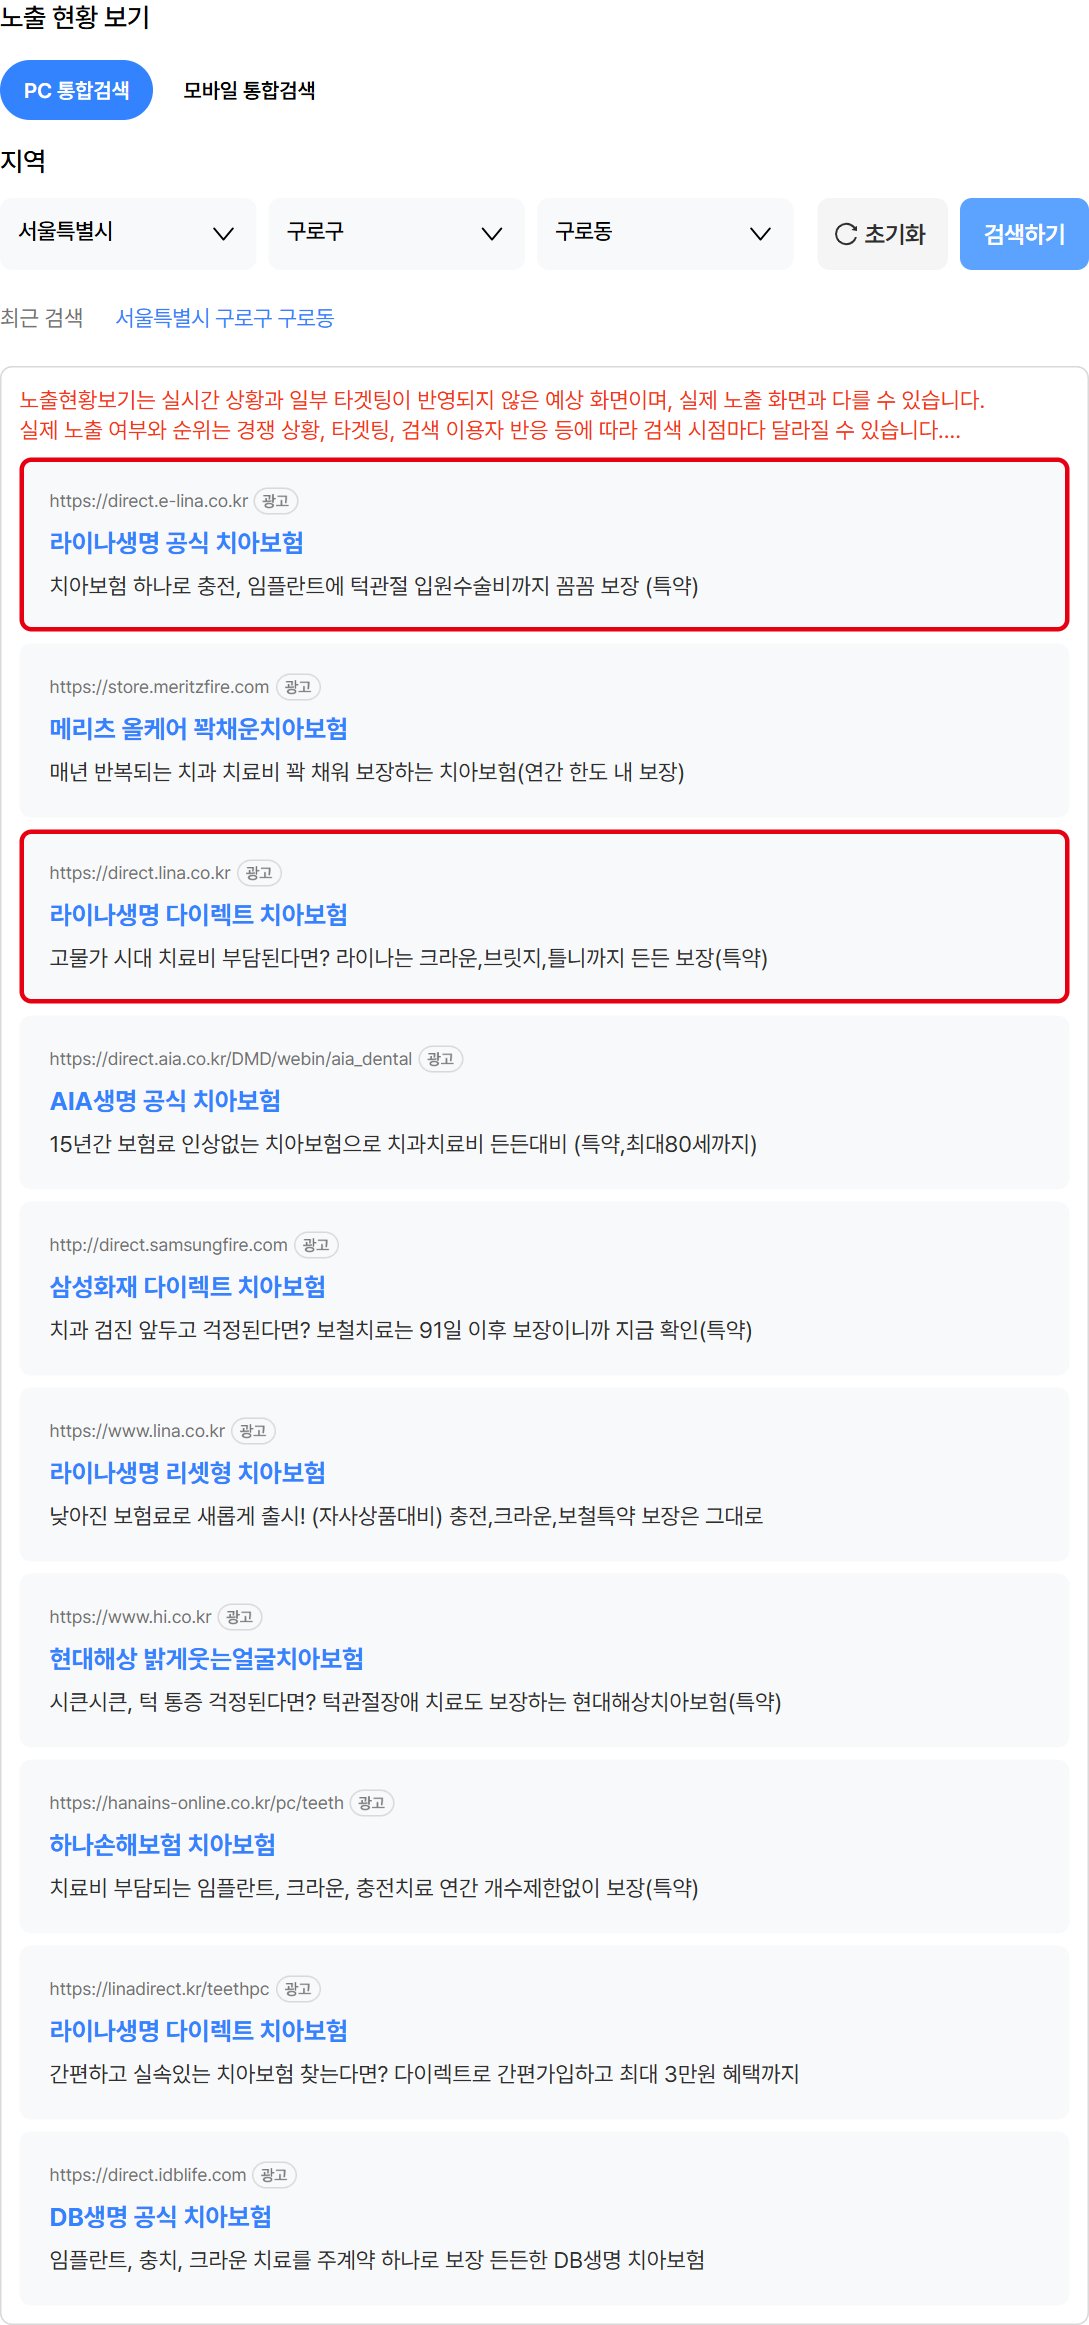 노출 현황 보기
PC 통합검색 모바일 통합검색
지역
서울특별시 구로구 구로동 초기화 검색하기
최근 검색 서울특별시 구로구 구로동
노출현황보기는 실시간 상황과 일부 타겟팅이 반영되지 않은 예상 화면이며, 실제 노출 화면과 다를 수 있습니다.
실제 노출 여부와 순위는 경쟁 상황, 타겟팅, 검색 이용자 반응 등에 따라 검색 시점마다 달라질 수 있습니다....
https://direct.e-lina.co.kr 광고
라이나생명 공식 치아보험
치아보험 하나로 충전, 임플란트에 턱관절 입원수술비까지 꼼꼼 보장 (특약)
https://store.meritzfire.com 광고
메리츠 올케어 꽉채운치아보험
매년 반복되는 치과 치료비 꽉 채워 보장하는 치아보험(연간 한도 내 보장)
https://direct.lina.co.kr 광고
라이나생명 다이렉트 치아보험
고물가 시대 치료비 부담된다면? 라이나는 크라운,브릿지,틀니까지 든든 보장(특약)
https://direct.aia.co.kr/DMD/webin/aia_dental 광고
AIA생명 공식 치아보험
15년간 보험료 인상없는 치아보험으로 치과치료비 든든대비 (특약,최대80세까지)
http://direct.samsungfire.com 광고
삼성화재 다이렉트 치아보험
치과 검진 앞두고 걱정된다면? 보철치료는 91일 이후 보장이니까 지금 확인(특약)
https://www.lina.co.kr 광고
라이나생명 리셋형 치아보험
낮아진 보험료로 새롭게 출시! (자사상품대비) 충전,크라운,보철특약 보장은 그대로
https://www.hi.co.kr 광고
현대해상 밝게웃는얼굴치아보험
시큰시큰, 턱 통증 걱정된다면? 턱관절장애 치료도 보장하는 현대해상치아보험(특약)
https://hanains-online.co.kr/pc/teeth 광고
하나손해보험 치아보험
치료비 부담되는 임플란트, 크라운, 충전치료 연간 개수제한없이 보장(특약)
https://linadirect.kr/teethpc 광고
라이나생명 다이렉트 치아보험
간편하고 실속있는 치아보험 찾는다면? 다이렉트로 간편가입하고 최대 3만원 혜택까지
https://direct.idblife.com 광고
DB생명 공식 치아보험
임플란트, 충치, 크라운 치료를 주계약 하나로 보장 든든한 DB생명 치아보험